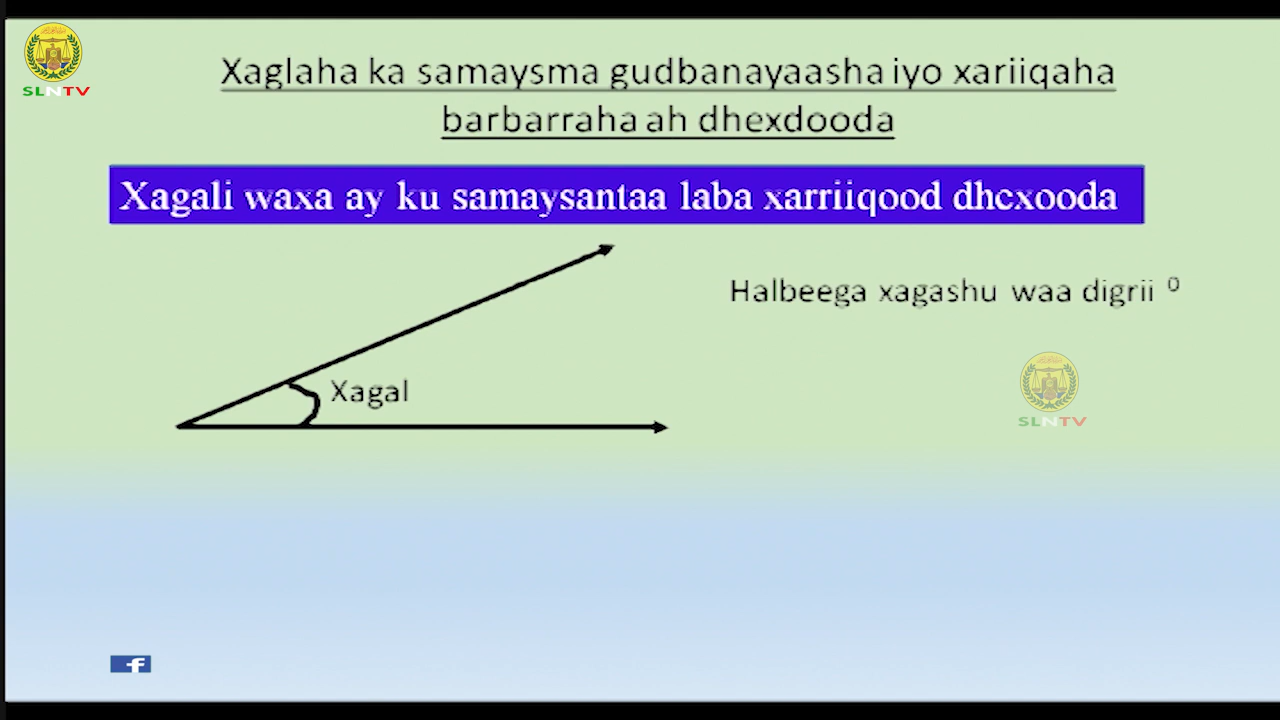 SLNTV
Xaglaha ka samaysma gudbanayaasha iyo xariiqaha
barbarraha ah dhexdooda
Xagali waxa ay ku samaysantaa laba xarriiqood dhexooda
Halbeega xagashu waa digrii ⁰
Xagal
SLNTV
f